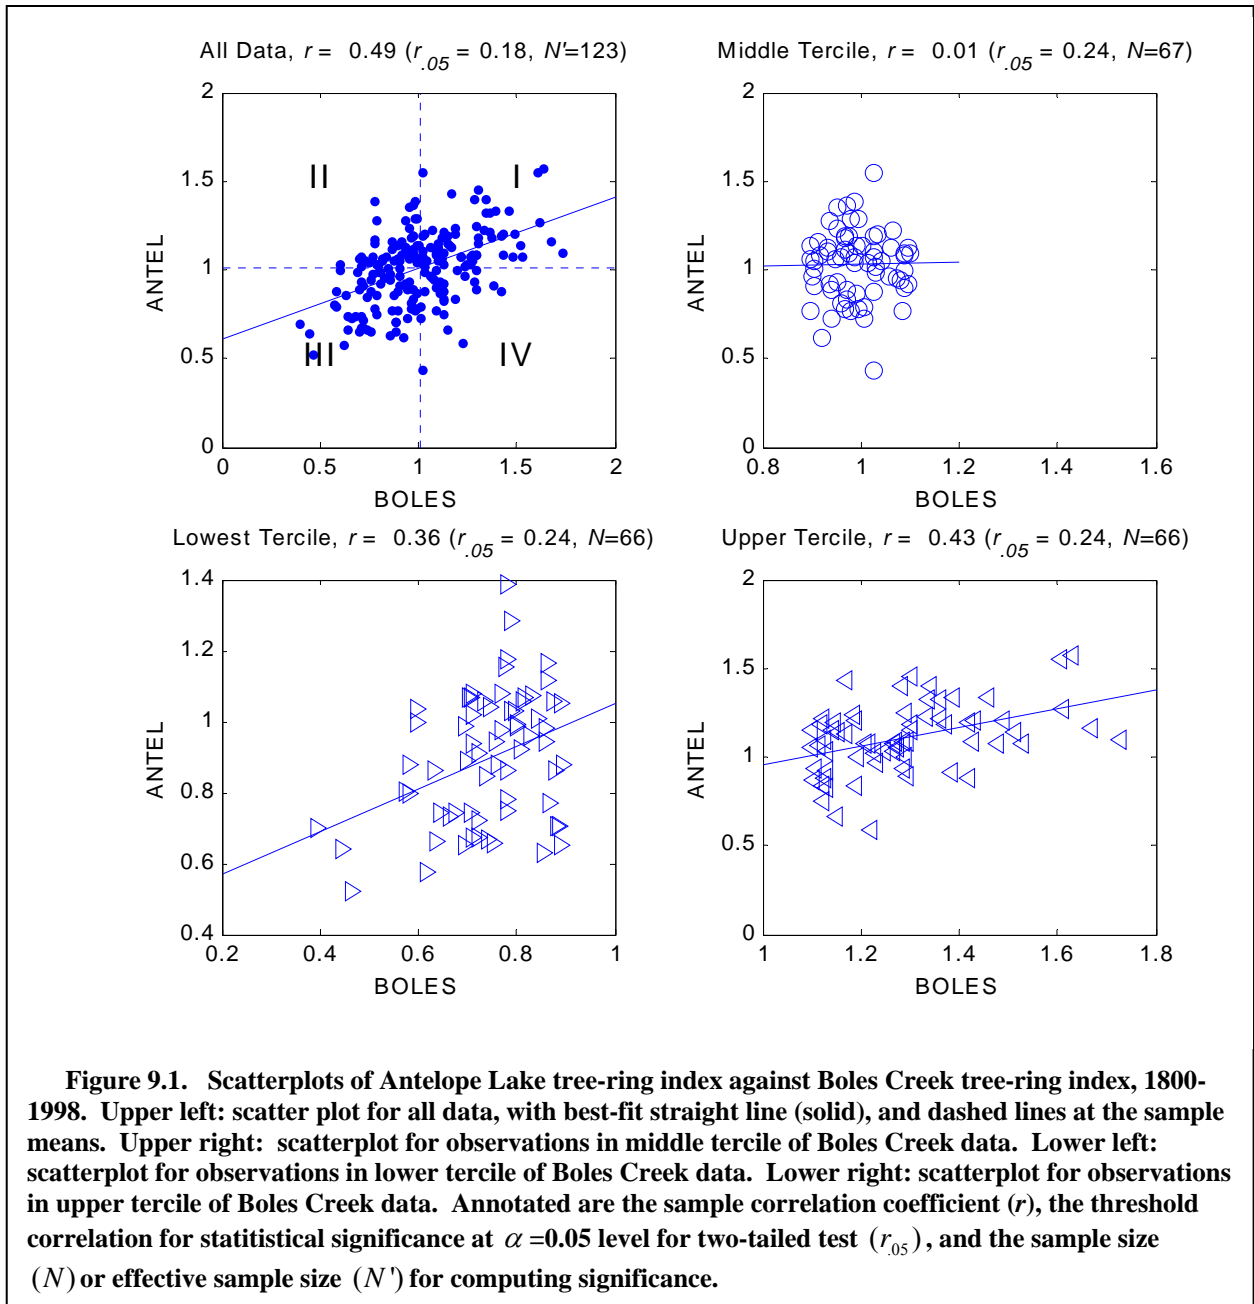 All Data, r = 0.49 (r.05 = 0.18, N'=123)
2
1.5
1
0.5
0
ANTEL
II
I
III
IV
0 0.5 1 1.5 2
BOLES
Middle Tercile, r = 0.01 (r.05 = 0.24, N=67)
2
1.5
1
0.5
0
ANTEL
0.8 1 1.2 1.4 1.6
BOLES
Lowest Tercile, r = 0.36 (r.05 = 0.24, N=66)
1.4
1.2
1
0.8
0.6
0.4
ANTEL
0.2 0.4 0.6 0.8 1
BOLES
Upper Tercile, r = 0.43 (r.05 = 0.24, N=66)
2
1.5
1
0.5
0
ANTEL
1 1.2 1.4 1.6 1.8
BOLES
Figure 9.1. Scatterplots of Antelope Lake tree-ring index against Boles Creek tree-ring index, 1800-
1998. Upper left: scatter plot for all data, with best-fit straight line (solid), and dashed lines at the sample
means. Upper right: scatterplot for observations in middle tercile of Boles Creek data. Lower left:
scatterplot for observations in lower tercile of Boles Creek data. Lower right: scatterplot for observations
in upper tercile of Boles Creek data. Annotated are the sample correlation coefficient (r), the threshold
correlation for statitistical significance at α =0.05 level for two-tailed test (r.05), and the sample size
(N) or effective sample size (N') for computing significance.